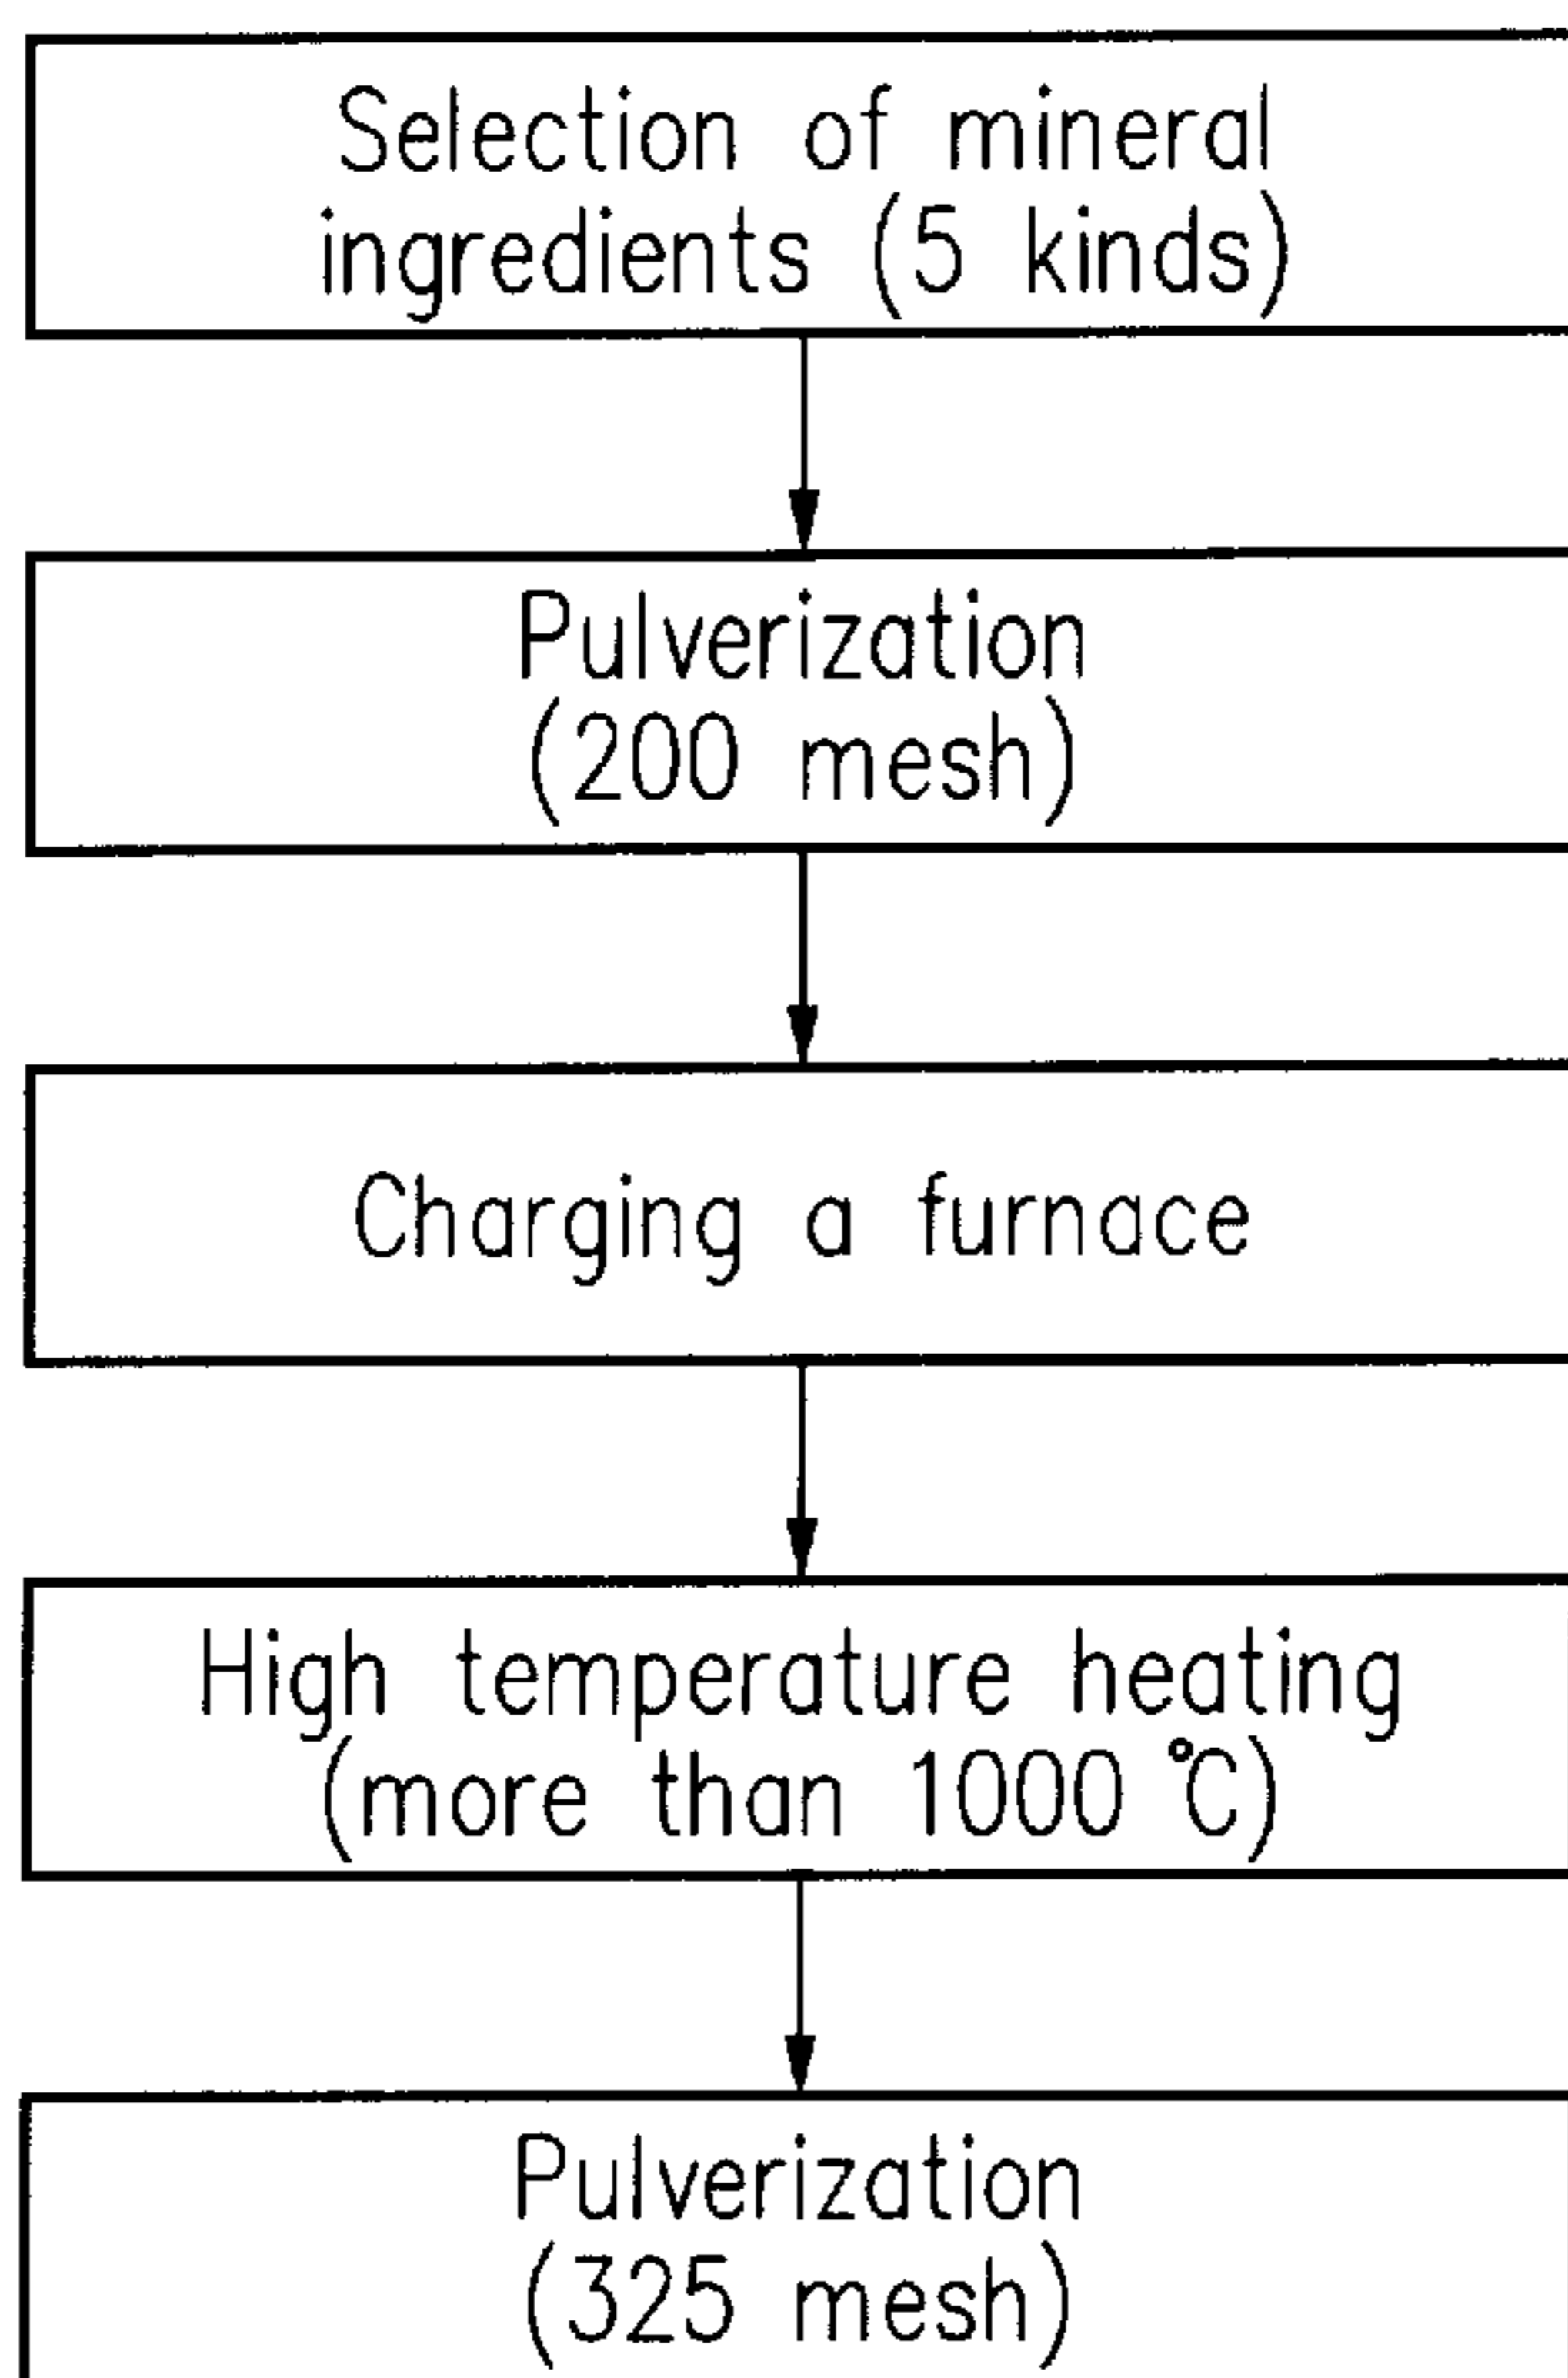 Selection of mineral
ingredients (5 kinds)
Pulverization
(200 mesh)
Charging a furnace
High temperature heating
(more than 1000 ℃)
Pulverization
(325 mesh)